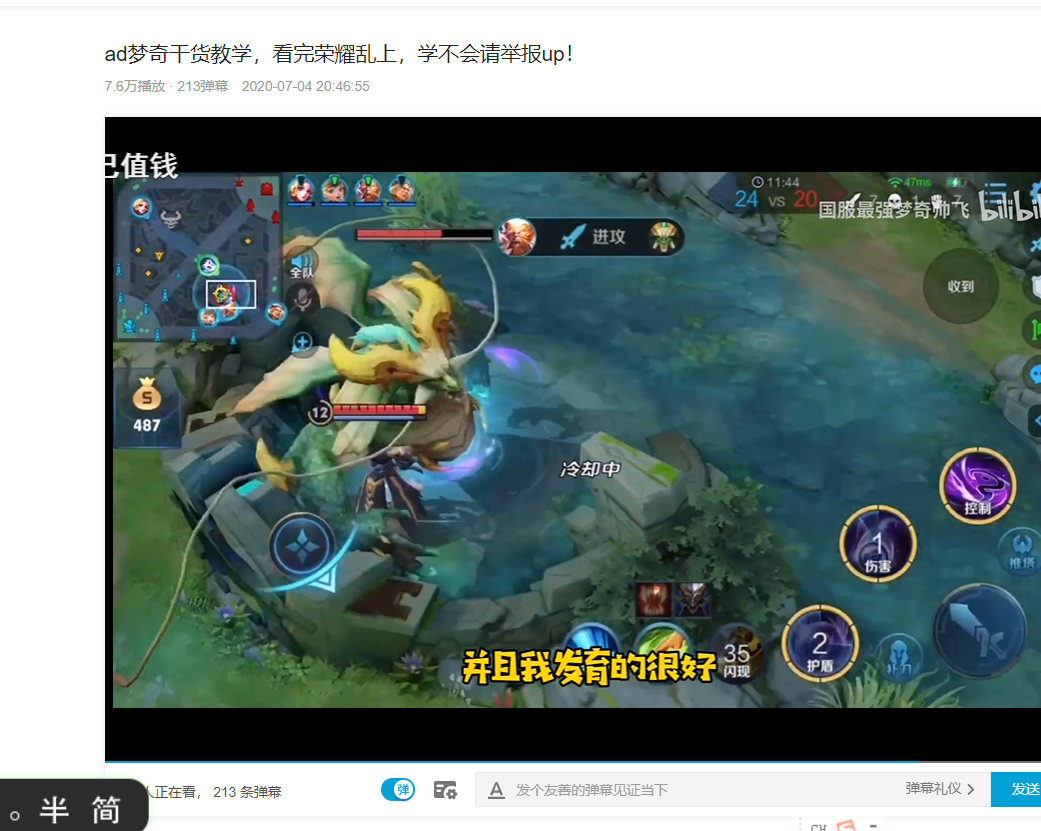 ad梦奇干货教学，看完荣耀乱上，学不会请举报up！
7.6万播放 · 213弹幕 2020-07-04 20:46:55
已值钱
11:44
47ms
24 VS 20
国服最强梦奇帅飞 bilibili
进攻
全队
收到
12
S
487
冷却中
控制
1
伤害
推塔
2
护盾
补刀
35
闪现
并且我发育的很好
人正在看， 213 条弹幕
弹
A 发个友善的弹幕见证当下
弹幕礼仪 >
发送
。半 简